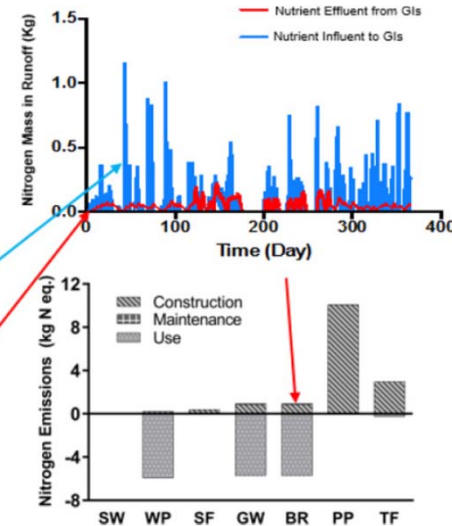 Nutrient Effluent from GIs
Nutrient Influent to GIs
Nitrogen Mass in Runoff (Kg)
1.5
1.0
0.5
0.0
0 100 200 300 400
Time (Day)
Nitrogen Emissions (kg N eq.)
12
8
4
0
-4
-8
Construction
Maintenance
Use
SW WP SF GW BR PP TF